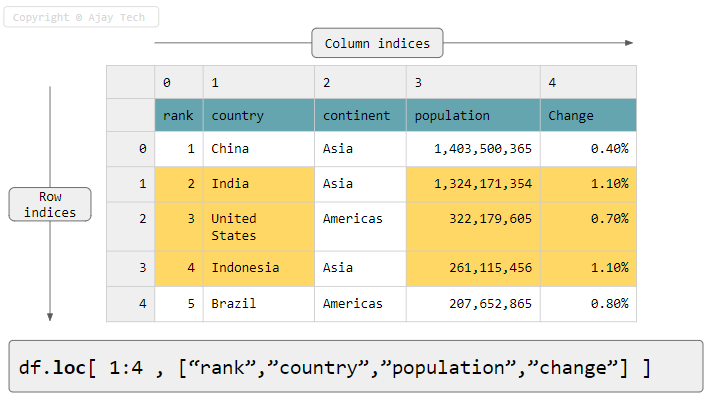 Copyright © Ajay Tech
Column indices
0 1 2 3 4
rank country continent population Change
0 1 China Asia 1,403,500,365 0.40%
1 2 India Asia 1,324,171,354 1.10%
Row
indices
2 3 United Americas 322,179,605 0.70%
States
3 4 Indonesia Asia 261,115,456 1.10%
4 5 Brazil Americas 207,652,865 0.80%
df.loc[ 1:4 , [“rank”,”country”,”population”,”change”] ]